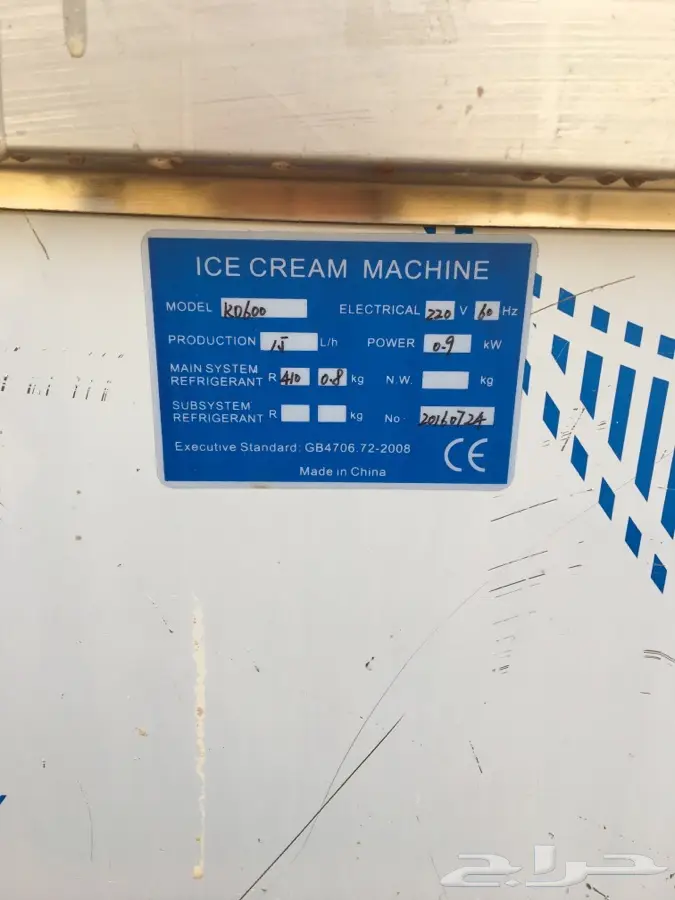 ICE CREAM MACHINE
MODEL KD600 ELECTRICAL 220 V 60 Hz
PRODUCTION 15 L/h POWER 0.9 kW
MAIN SYSTEM REFRIGERANT R 410 0.8 kg N.W. kg
SUBSYSTEM REFRIGERANT R kg No 20160724
Executive Standard: GB4706.72-2008 CE
Made in China
حراج